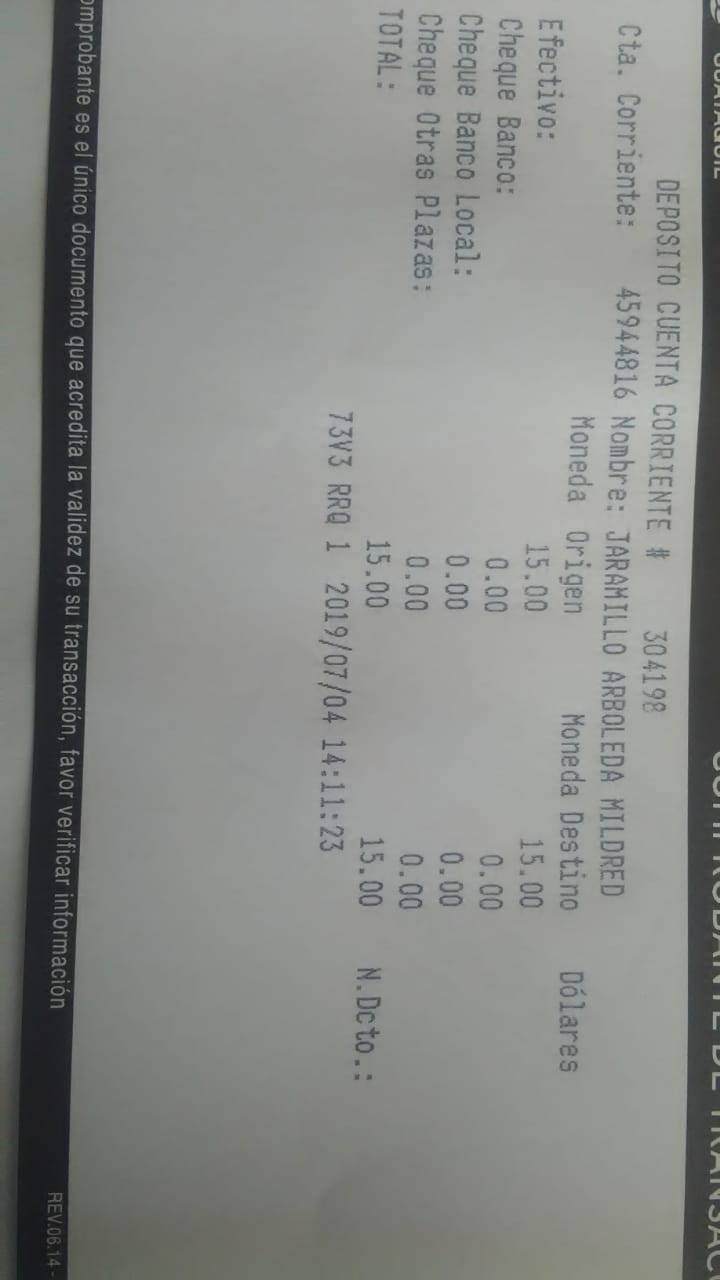 DEPOSITO CUENTA CORRIENTE # 304198
Cta. Corriente: 45944816 Nombre: JARAMILLO ARBOLEDA MILDRED
Moneda Origen Moneda Destino Dólares
Efectivo: 15.00 15.00
Cheque Banco: 0.00 0.00
Cheque Banco Local: 0.00 0.00
Cheque Otras Plazas: 0.00 0.00
TOTAL: 15.00 15.00 N.Dcto.:
73V3 RRQ 1 2019/07/04 14:11:23
omprobante es el único documento que acredita la validez de su transacción, favor verificar información
REV.06.14 -